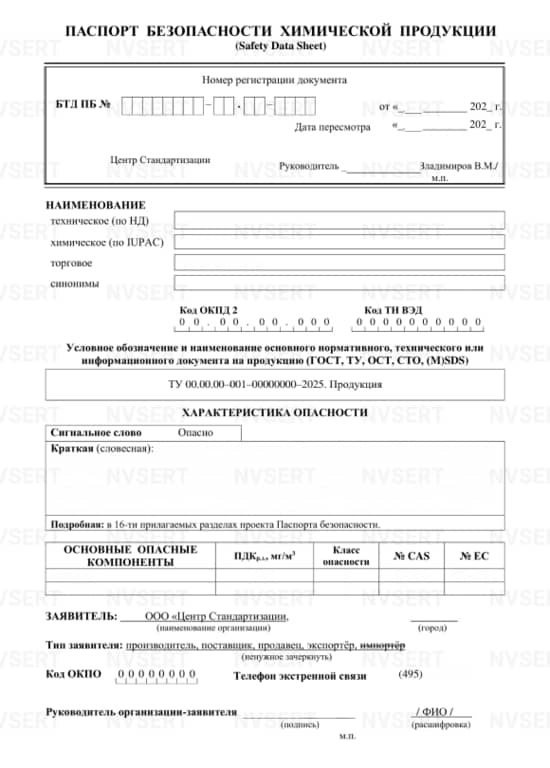 ПАСПОРТ БЕЗОПАСНОСТИ ХИМИЧЕСКОЙ ПРОДУКЦИИ
(Safety Data Sheet)
Номер регистрации документа
БТД ПБ № – . – от «_ ___ ________ 202_ г.
Дата пересмотра «_ ___ ________ 202_ г.
Центр Стандартизации Руководитель _____________Владимиров В.М./
м.п.
НАИМЕНОВАНИЕ
техническое (по НД)
химическое (по IUPAC)
торговое
синонимы
Код ОКПД 2 Код ТН ВЭД
0 0 . 0 0 . 0 0 . 0 0 0 0 0 0 0 0 0 0 0 0 0
Условное обозначение и наименование основного нормативного, технического или
информационного документа на продукцию (ГОСТ, ТУ, ОСТ, СТО, (M)SDS)
ТУ 00.00.00–001–00000000–2025. Продукция
ХАРАКТЕРИСТИКА ОПАСНОСТИ
Сигнальное слово Опасно
Краткая (словесная):
Подробная: в 16-ти прилагаемых разделах проекта Паспорта безопасности.
ОСНОВНЫЕ ОПАСНЫЕ КОМПОНЕНТЫ ПДКр.з., мг/м³ Класс опасности № CAS № ЕС
ЗАЯВИТЕЛЬ: ООО «Центр Стандартизации, ________
(наименование организации) (город)
Тип заявителя: производитель, поставщик, продавец, экспортёр, импортёр
(ненужное зачеркнуть)
Код ОКПО 0 0 0 0 0 0 0 0 Телефон экстренной связи (495)
Руководитель организации-заявителя ____________ / ФИО /
(подпись) (расшифровка)
м.п.
NVSERT